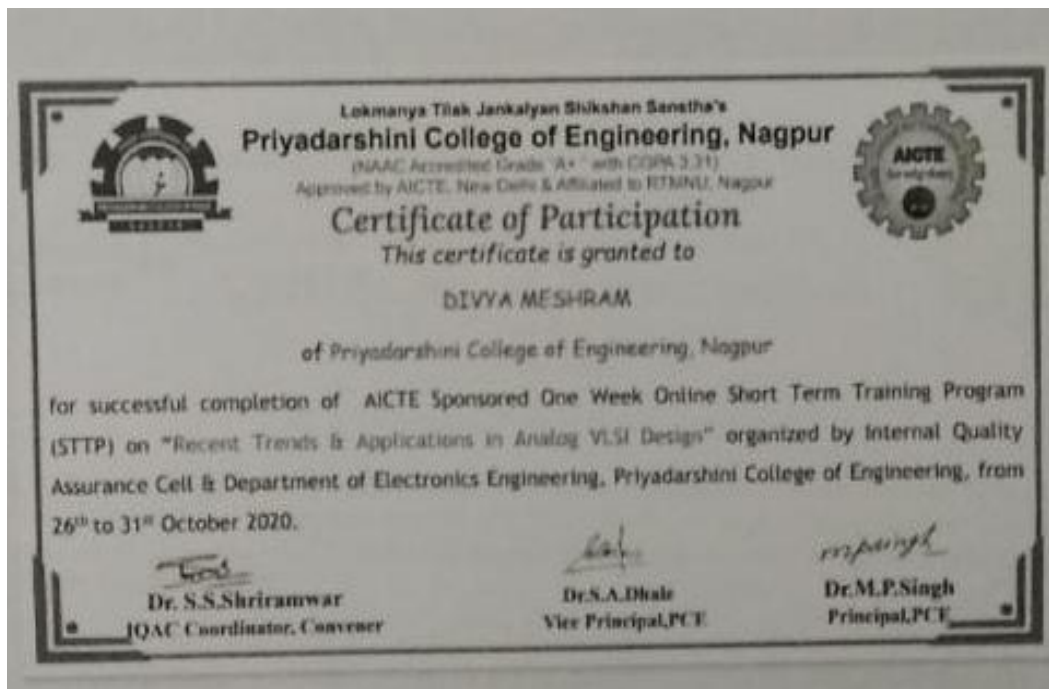 Lokmanya Tilak Jankalyan Shikshan Sanstha's
Priyadarshini College of Engineering, Nagpur
(NAAC Accredited Grade "A+" with CGPA 3.31)
Approved by AICTE, New Delhi & Affiliated to RTMNU, Nagpur
AICTE
Certificate of Participation
This certificate is granted to
DIVYA MESHRAM
of Priyadarshini College of Engineering, Nagpur
for successful completion of AICTE Sponsored One Week Online Short Term Training Program
(STTP) on "Recent Trends & Applications in Analog VLSI Design" organized by Internal Quality
Assurance Cell & Department of Electronics Engineering, Priyadarshini College of Engineering, from
26th to 31st October 2020.
Dr. S.S.Shriramwar
IQAC Coordinator, Convener
Dr.S.A.Dhale
Vice Principal,PCE
mpsingh
Dr.M.P.Singh
Principal,PCE